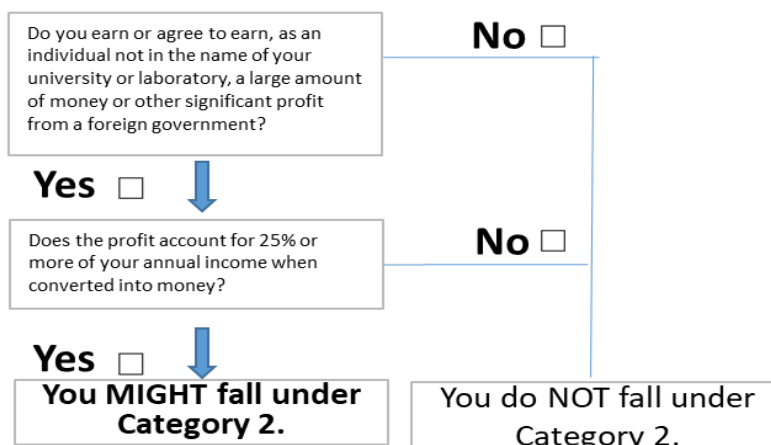 Do you earn or agree to earn, as an
individual not in the name of your
university or laboratory, a large amount
of money or other significant profit
from a foreign government?
No ☐
Yes ☐
Does the profit account for 25% or
more of your annual income when
converted into money?
No ☐
Yes ☐
You MIGHT fall under
Category 2.
You do NOT fall under
Category 2.